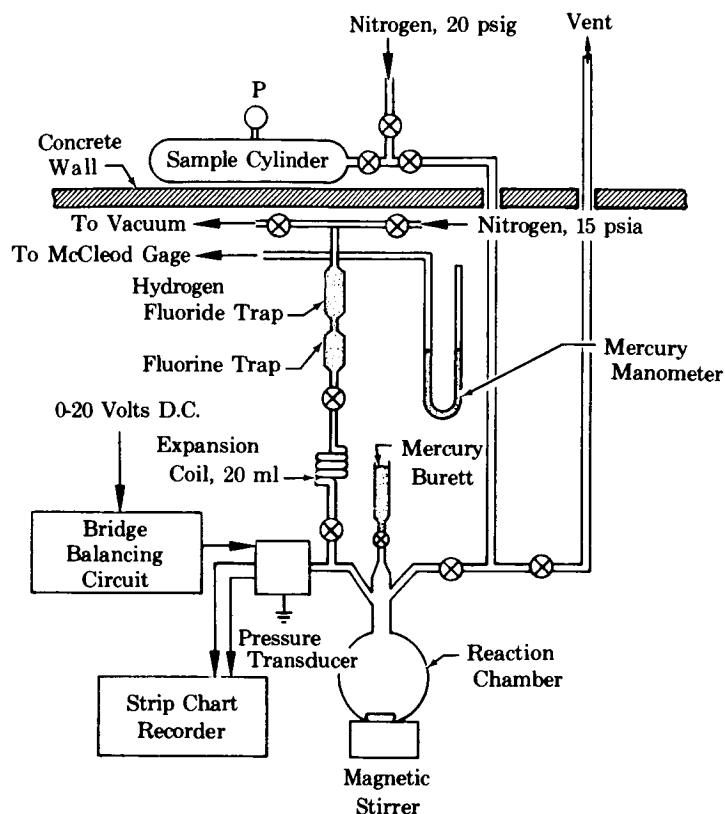 Nitrogen, 20 psig
Vent
P
Concrete
Wall
Sample Cylinder
To Vacuum
Nitrogen, 15 psia
To McCleod Gage
Hydrogen
Fluoride Trap
Fluorine Trap
Mercury
Manometer
0-20 Volts D.C.
Expansion
Coil, 20 ml
Mercury
Burett
Bridge
Balancing
Circuit
Pressure
Transducer
Reaction
Chamber
Strip Chart
Recorder
Magnetic
Stirrer